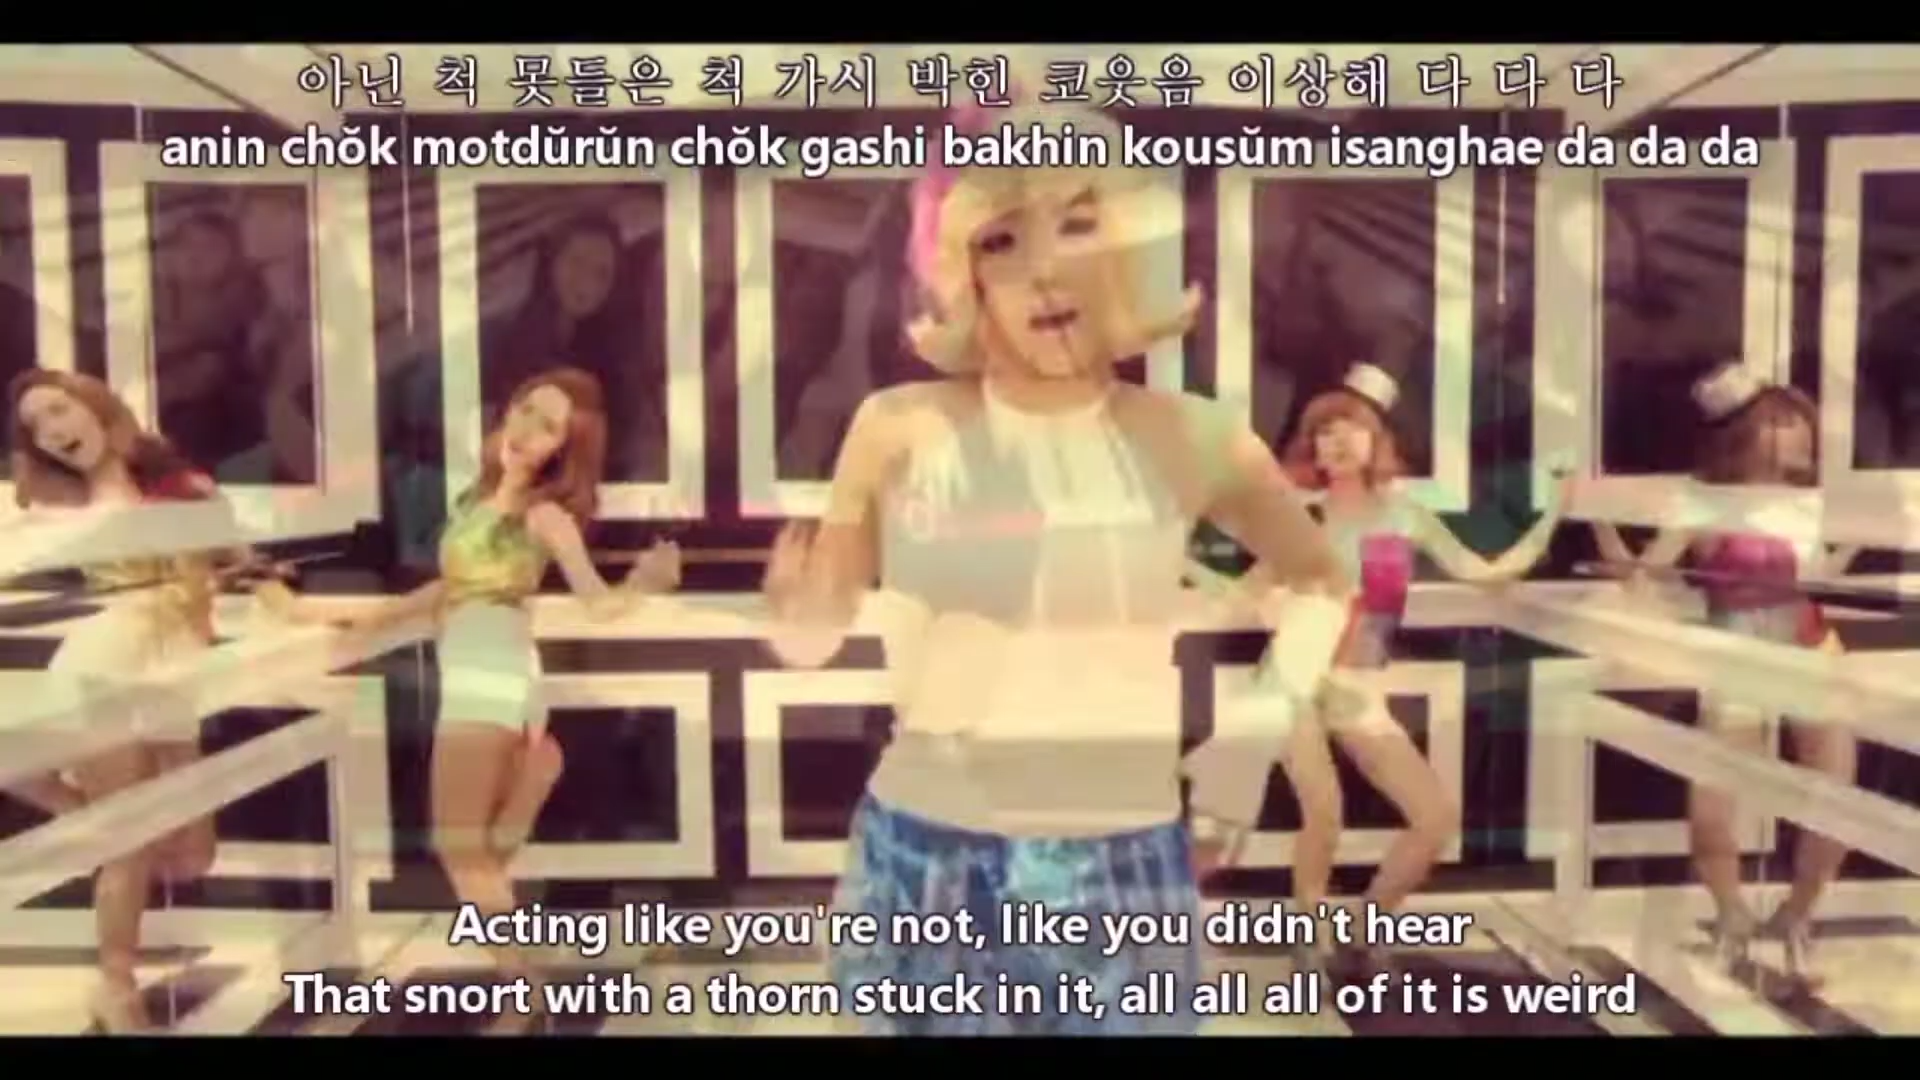 아닌 척 못들은 척 가시 박힌 코웃음 이상해 다 다 다
anin chŏk motdŭrŭn chŏk gashi bakhin kousŭm isanghae da da da
Acting like you're not, like you didn't hear
That snort with a thorn stuck in it, all all all of it is weird